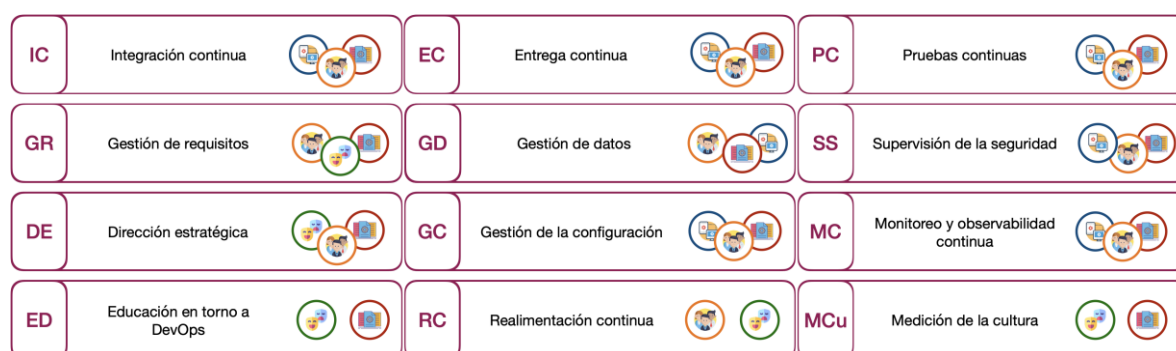 IC
Integración continua
EC
Entrega continua
PC
Pruebas continuas
GR
Gestión de requisitos
GD
Gestión de datos
SS
Supervisión de la seguridad
DE
Dirección estratégica
GC
Gestión de la configuración
MC
Monitoreo y observabilidad
continua
ED
Educación en torno a
DevOps
RC
Realimentación continua
MCu
Medición de la cultura